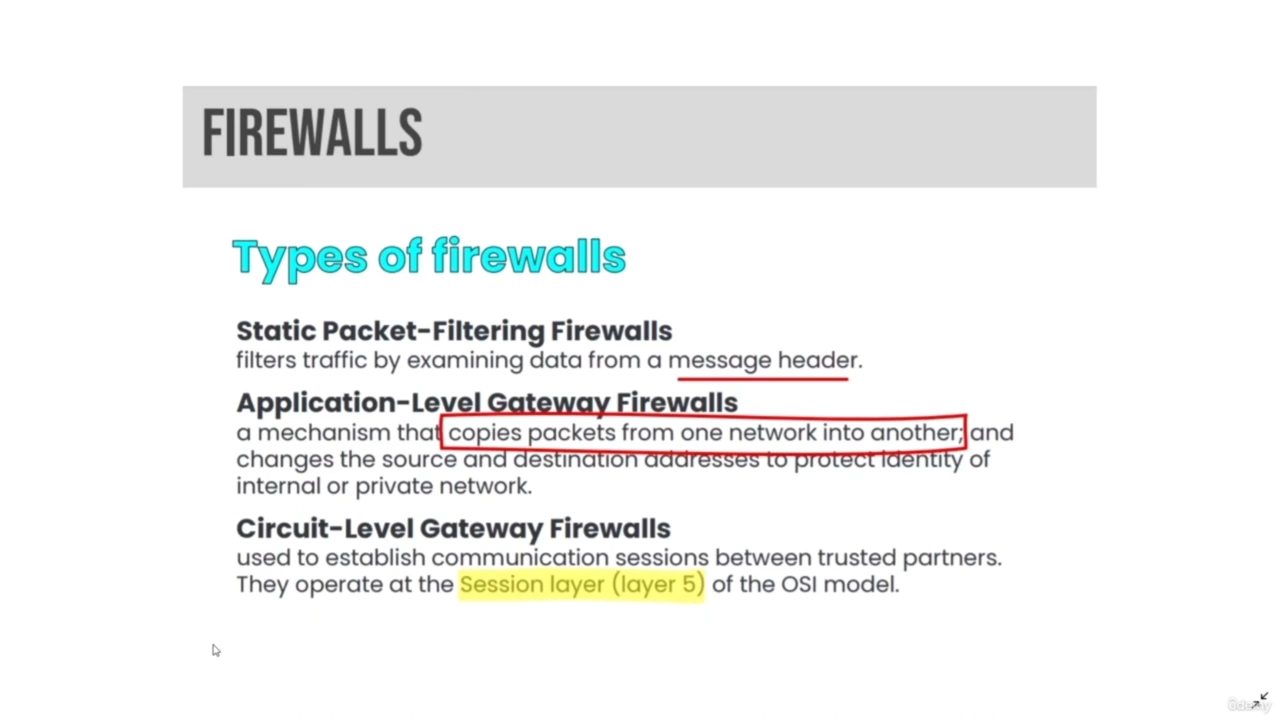 FIREWALLS
Types of firewalls
Static Packet-Filtering Firewalls
filters traffic by examining data from a message header.
Application-Level Gateway Firewalls
a mechanism that copies packets from one network into another; and
changes the source and destination addresses to protect identity of
internal or private network.
Circuit-Level Gateway Firewalls
used to establish communication sessions between trusted partners.
They operate at the Session layer (layer 5) of the OSI model.
ûdemy